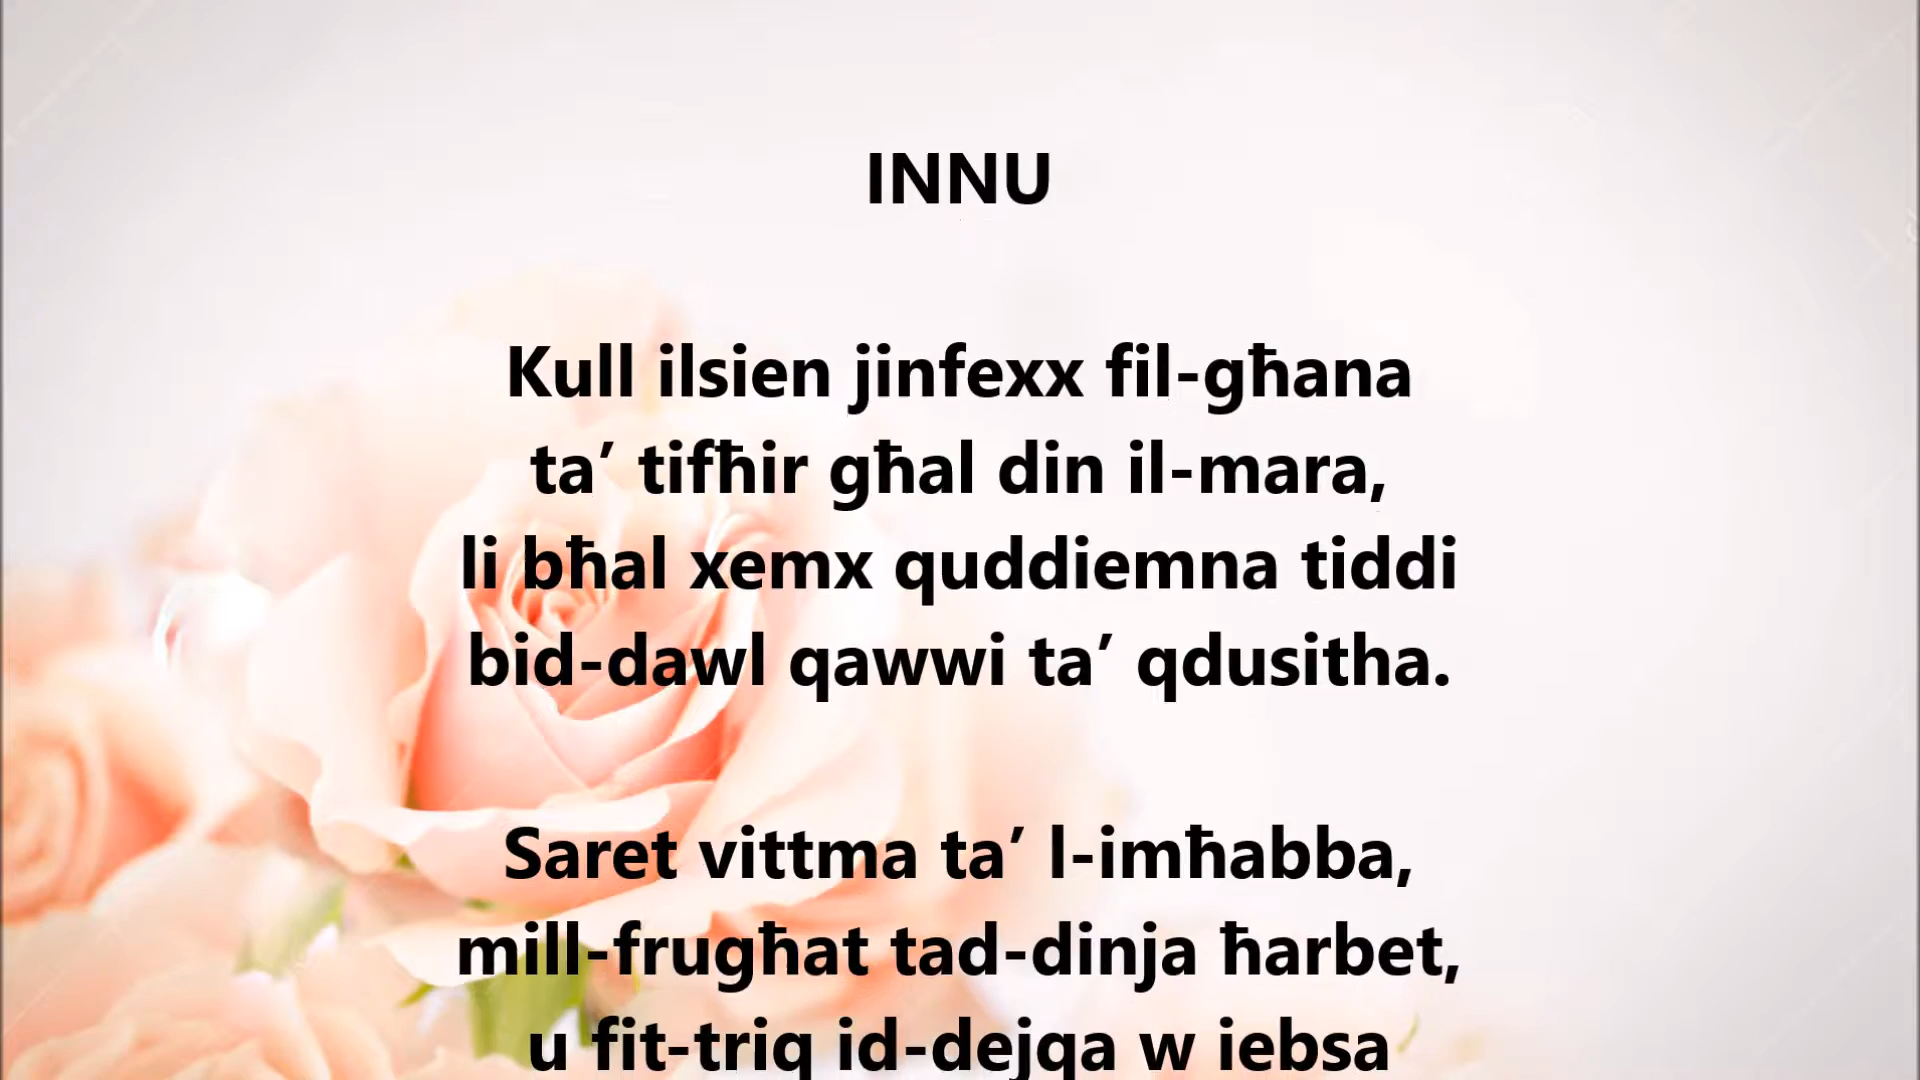 INNU
Kull ilsien jinfexx fil-għana
ta’ tifħir għal din il-mara,
li bħal xemx quddiemna tiddi
bid-dawl qawwi ta’ qdusitha.
Saret vittma ta’ l-imħabba,
mill-frugħat tad-dinja ħarbet,
u fit-triq id-dejqa w iebsa